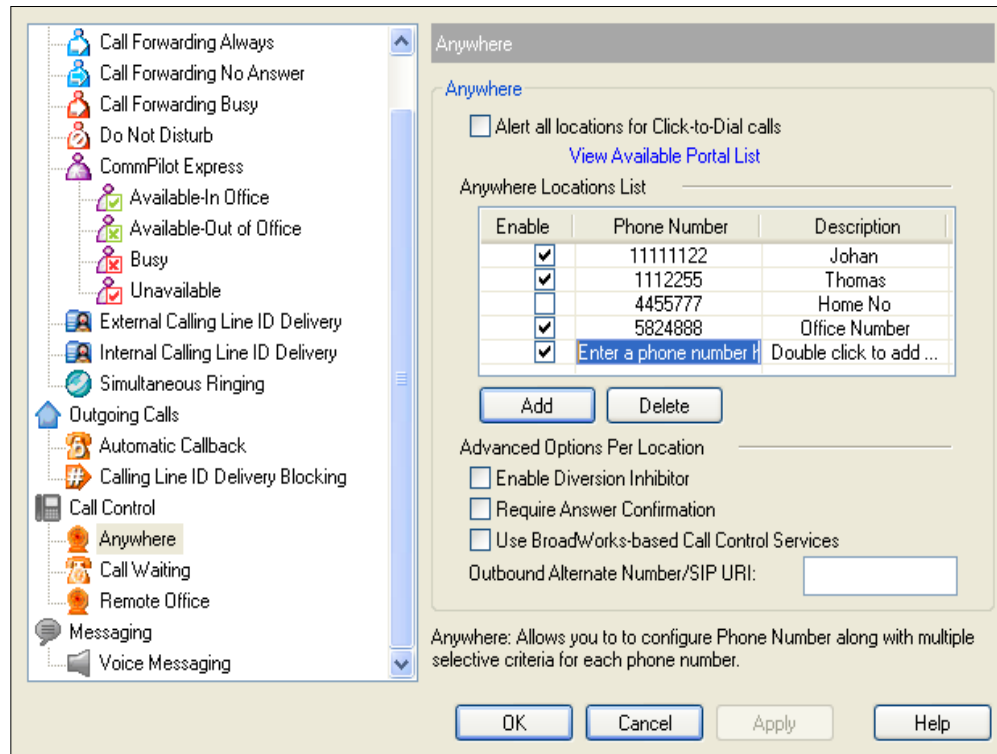 Call Forwarding Always
Call Forwarding No Answer
Call Forwarding Busy
Do Not Disturb
CommPilot Express
Available-In Office
Available-Out of Office
Busy
Unavailable
External Calling Line ID Delivery
Internal Calling Line ID Delivery
Simultaneous Ringing
Outgoing Calls
Automatic Callback
Calling Line ID Delivery Blocking
Call Control
Anywhere
Call Waiting
Remote Office
Messaging
Voice Messaging
Anywhere
Anywhere
Alert all locations for Click-to-Dial calls
View Available Portal List
Anywhere Locations List
Enable Phone Number Description
11111122 Johan
1112255 Thomas
4455777 Home No
5824888 Office Number
Enter a phone number Double click to add ...
Add Delete
Advanced Options Per Location
Enable Diversion Inhibitor
Require Answer Confirmation
Use BroadWorks-based Call Control Services
Outbound Alternate Number/SIP URI:
Anywhere: Allows you to to configure Phone Number along with multiple
selective criteria for each phone number.
OK Cancel Apply Help